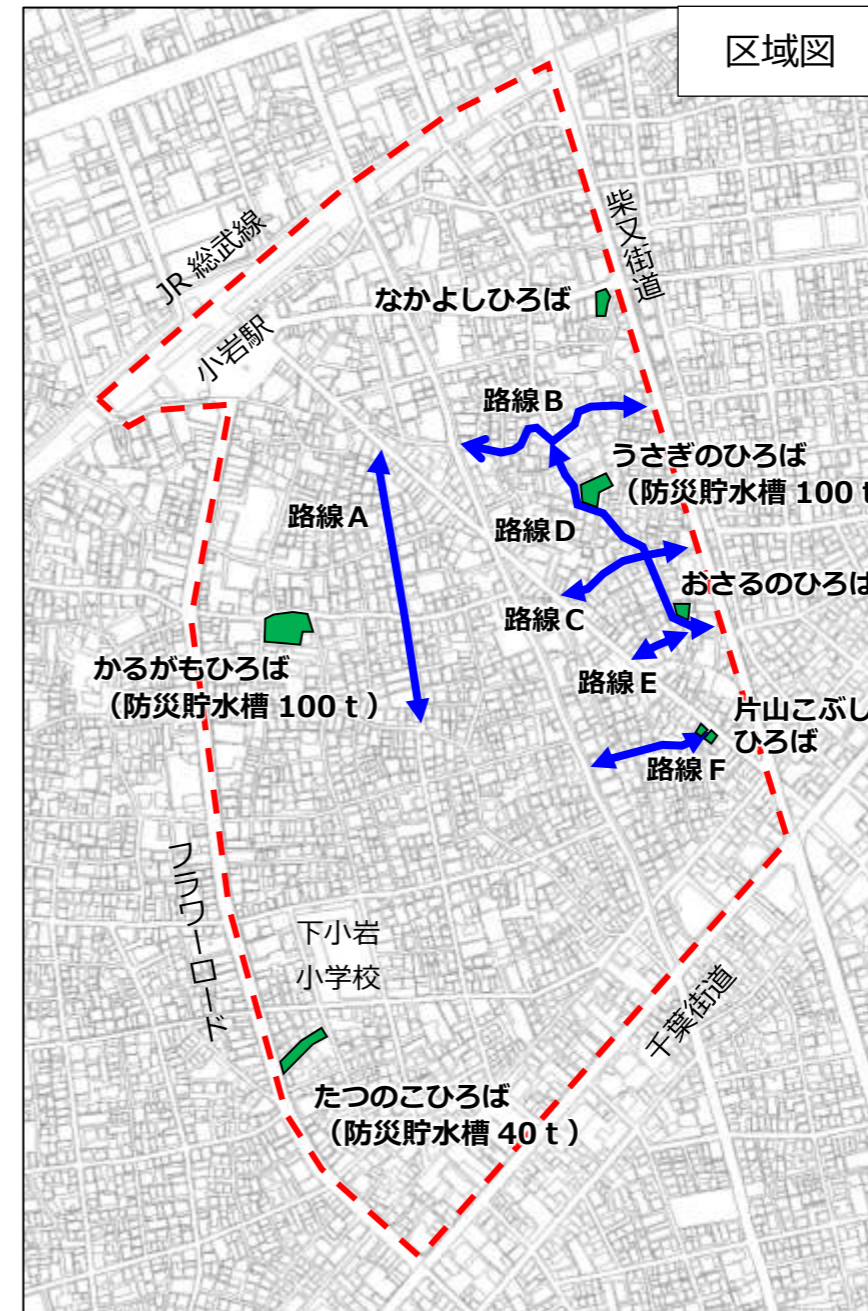 区域図
柴又街道
JR 総武線
なかよしひろば
小岩駅
路線B
うさぎのひろば
（防災貯水槽 100 t
路線A
路線D
おさるのひろば
路線C
かるがもひろば
（防災貯水槽 100 t ）
路線E
片山こぶし
ひろば
路線F
フラワーロード
下小岩
小学校
千葉街道
たつのこひろば
（防災貯水槽 40 t ）